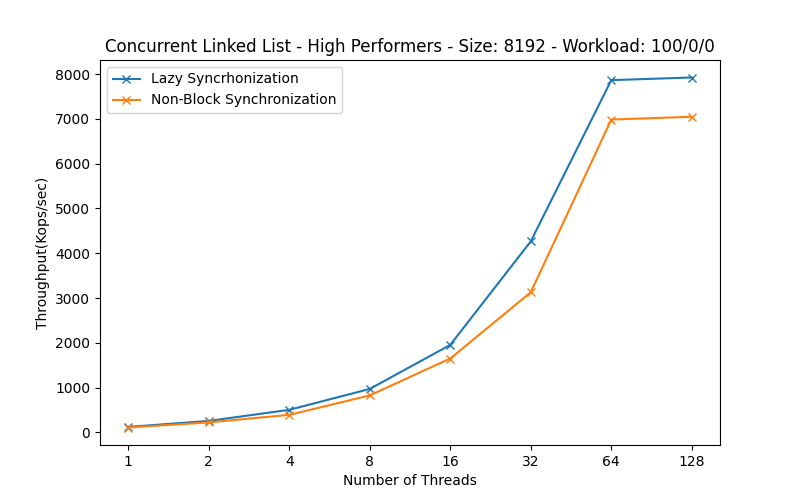 Concurrent Linked List - High Performers - Size: 8192 - Workload: 100/0/0
Lazy Syncrhonization
Non-Block Synchronization
Throughput(Kops/sec)
8000
7000
6000
5000
4000
3000
2000
1000
0
1 2 4 8 16 32 64 128
Number of Threads